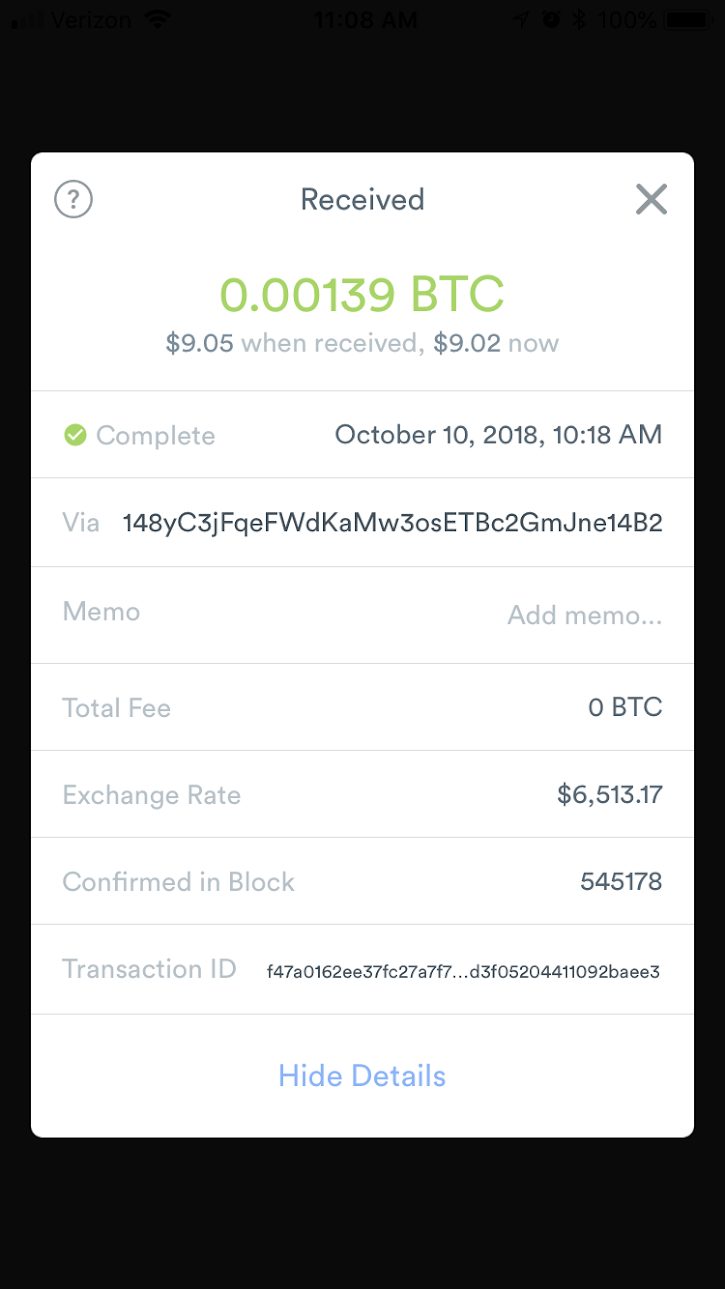 Verizon 11:08 AM 100%
? Received
0.00139 BTC
$9.05 when received, $9.02 now
Complete October 10, 2018, 10:18 AM
Via 148yC3jFqeFWdKaMw3osETBc2GmJne14B2
Memo Add memo...
Total Fee 0 BTC
Exchange Rate $6,513.17
Confirmed in Block 545178
Transaction ID f47a0162ee37fc27a7f7...d3f05204411092baee3
Hide Details